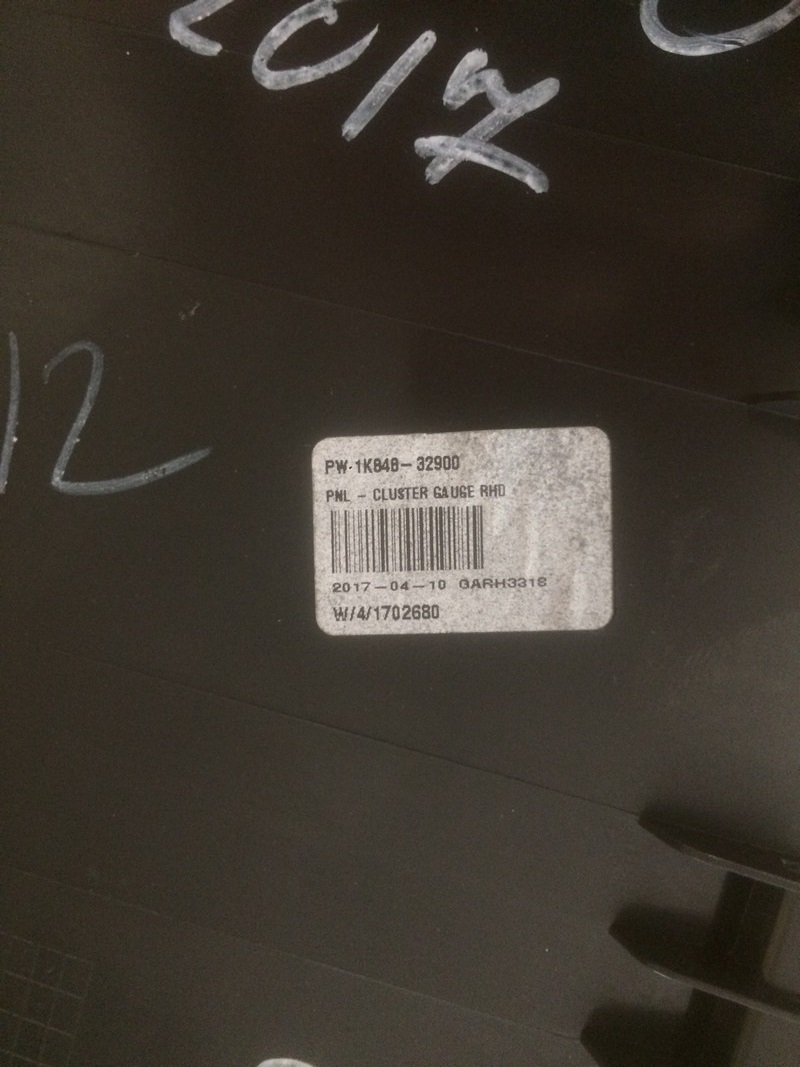 2017
12
PW-1K848-32900
PNL - CLUSTER GAUGE RHD
2017-04-10 GARH3318
W/4/1702680